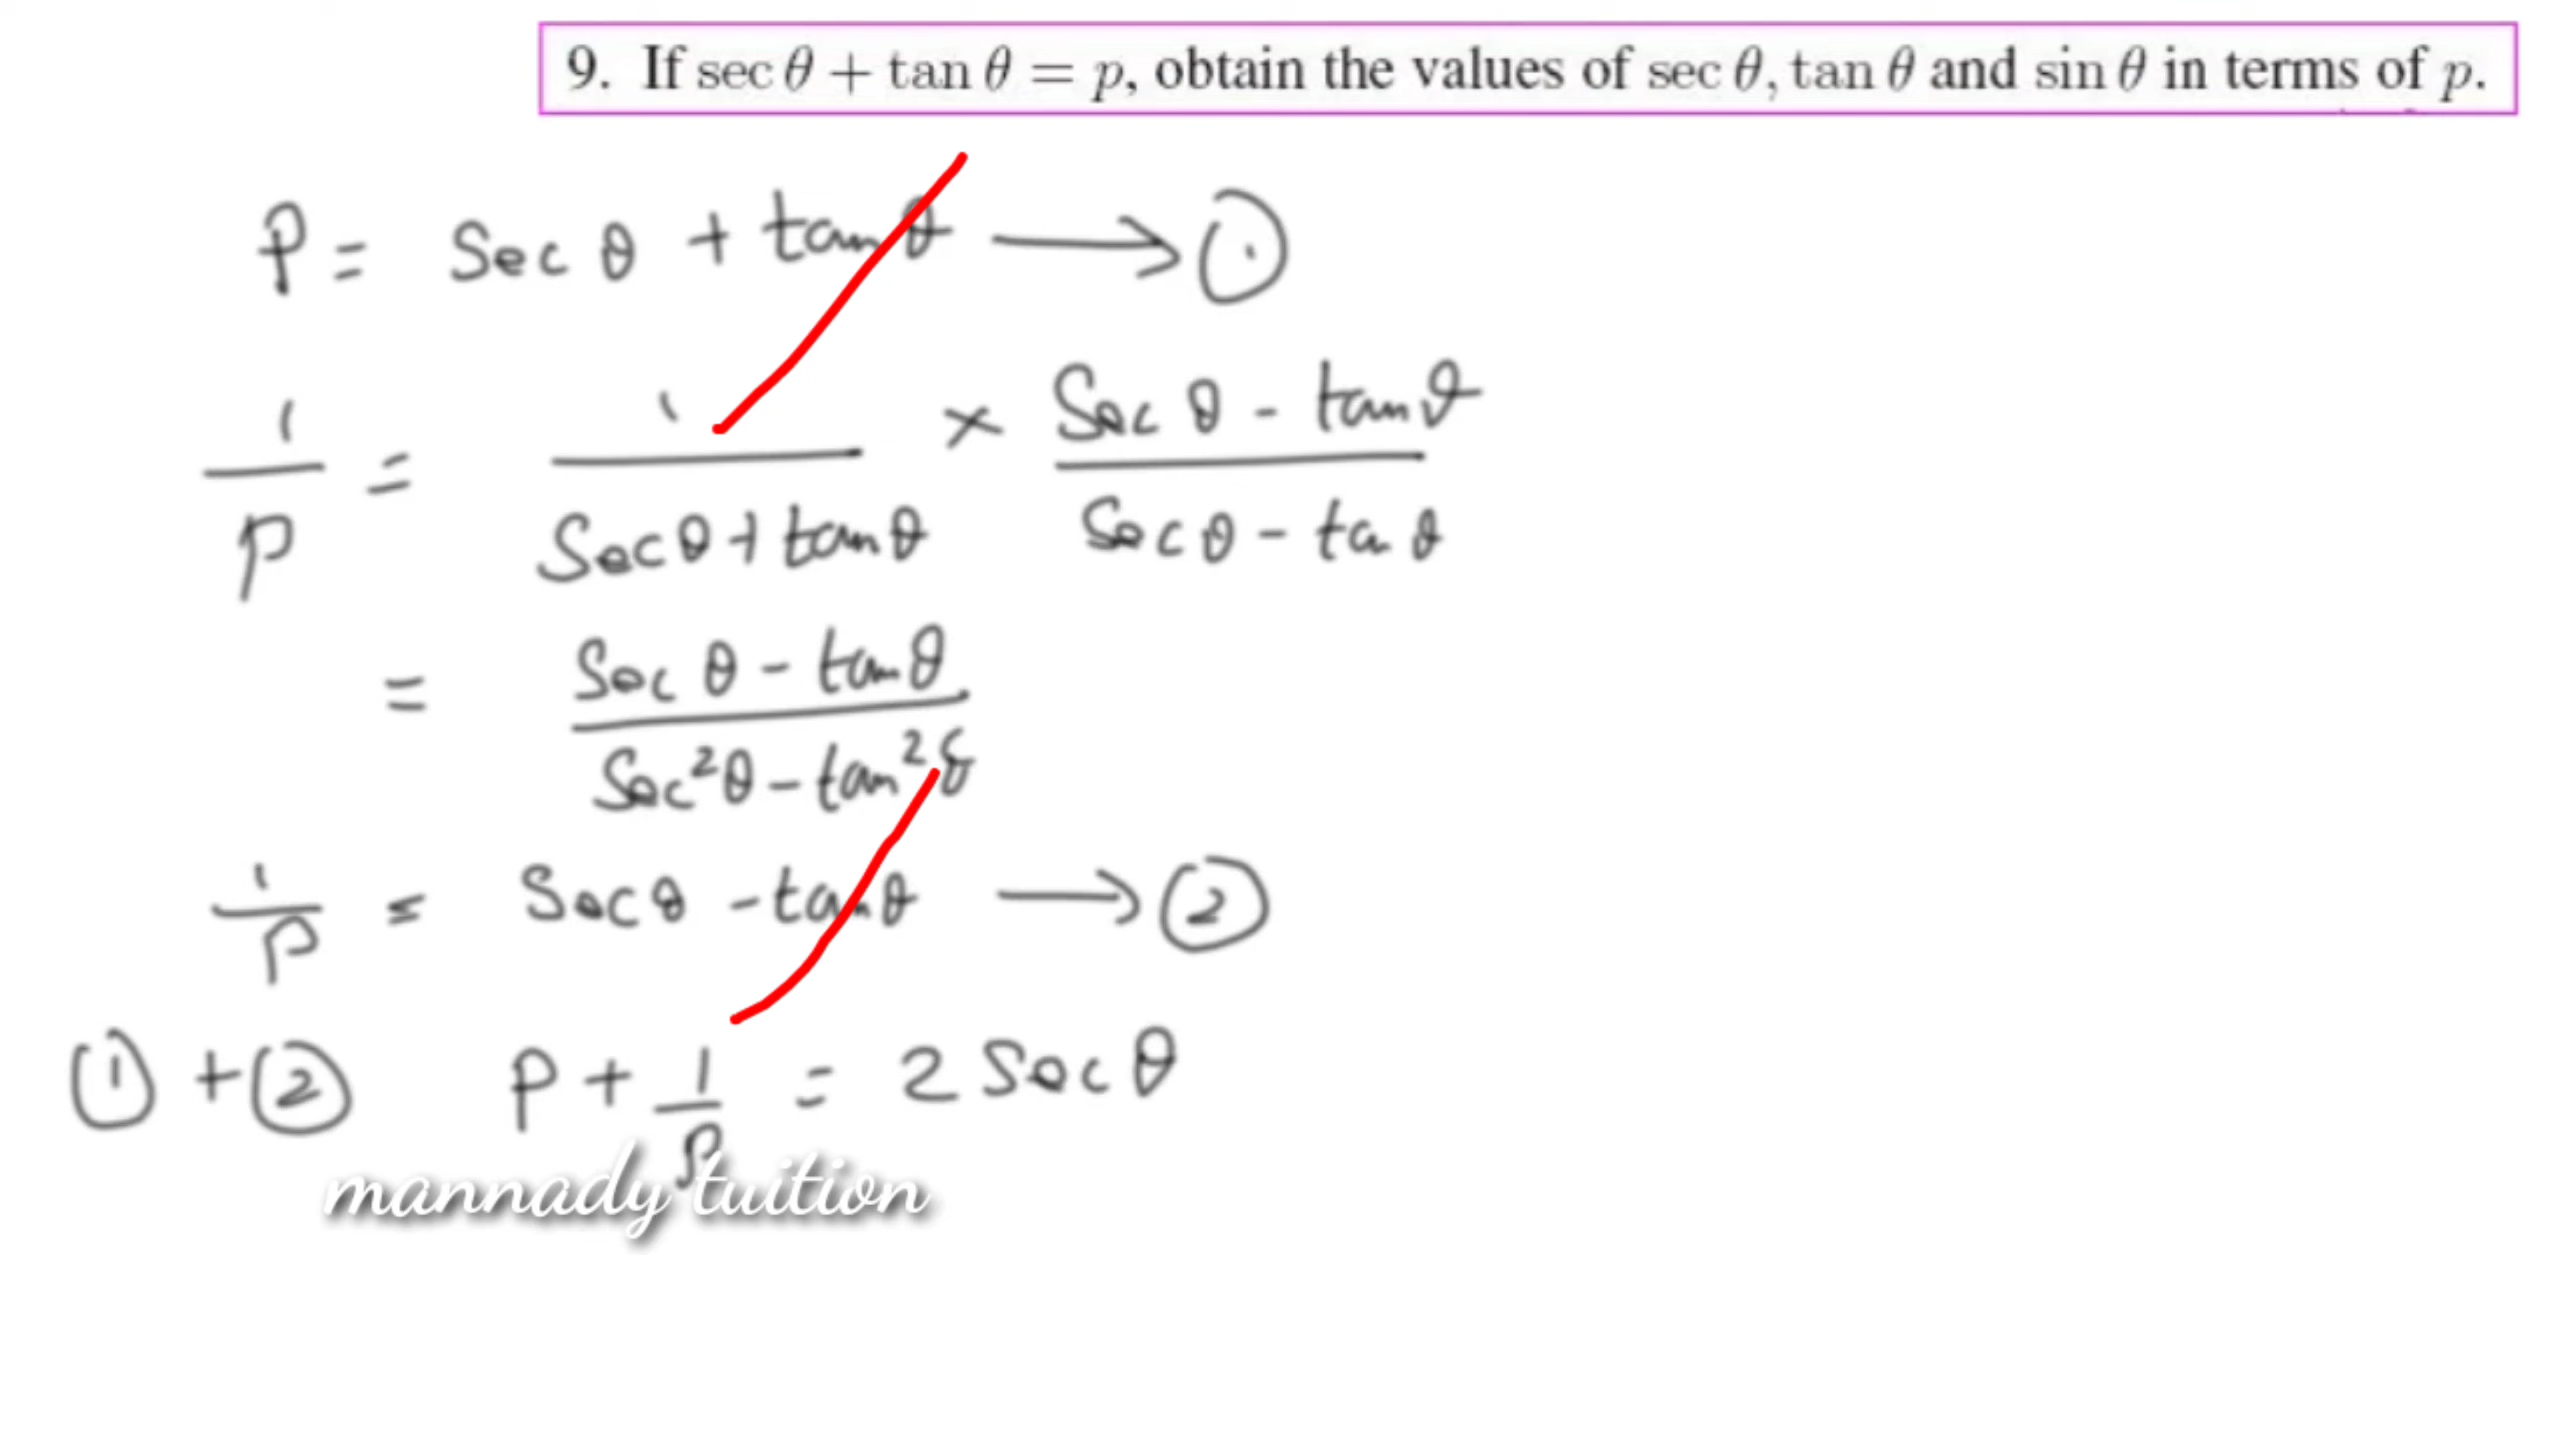 9. If sec θ + tan θ = p, obtain the values of sec θ, tan θ and sin θ in terms of p.
P = Sec θ + tan θ → ①
1/P = 1/(Sec θ + tan θ) × (Sec θ - tan θ)/(Sec θ - tan θ)
= (Sec θ - tan θ)/(Sec²θ - tan²θ)
1/P = Sec θ - tan θ → ②
① + ② P + 1/P = 2 Sec θ
mannady tuition